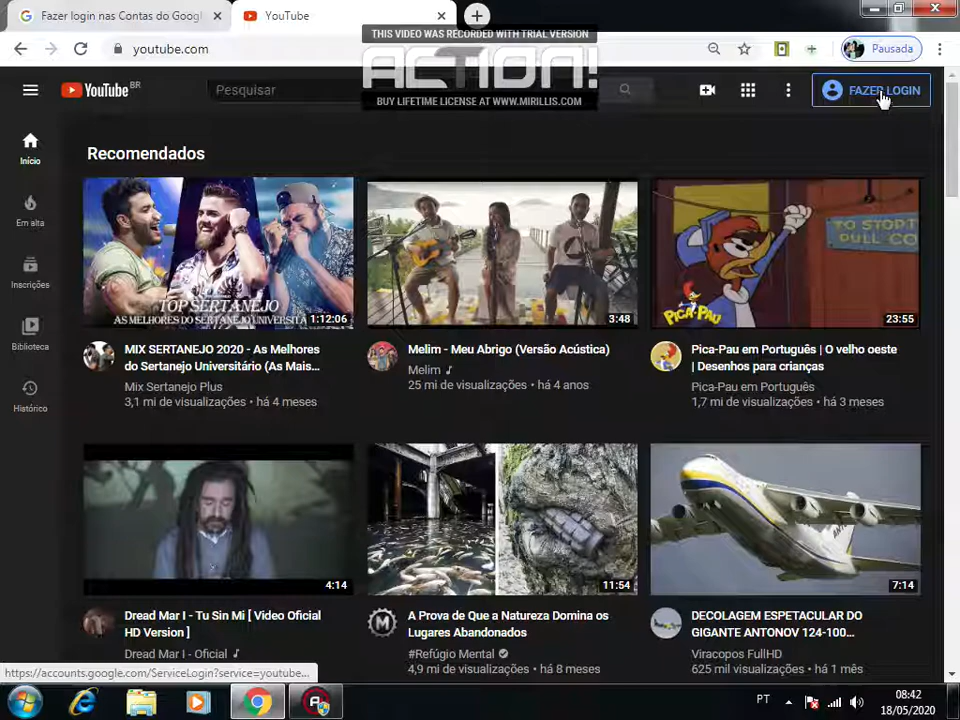 Fazer login nas Contas do Googl
YouTube
THIS VIDEO WAS RECORDED WITH TRIAL VERSION
ACTION!
BUY LIFETIME LICENSE AT WWW.MIRILLIS.COM
youtube.com
Pausada
YouTube BR
Pesquisar
FAZER LOGIN
Início
Em alta
Inscrições
Biblioteca
Histórico
Recomendados
TOP SERTANEJO
AS MELHORES DO SERTANEJO UNIVERSITÁ
1:12:06
3:48
TO STOP
PULL CO
PICA-PAU
23:55
MIX SERTANEJO 2020 - As Melhores
do Sertanejo Universitário (As Mais...
Mix Sertanejo Plus
3,1 mi de visualizações • há 4 meses
Melim - Meu Abrigo (Versão Acústica)
Melim
25 mi de visualizações • há 4 anos
Pica-Pau em Português | O velho oeste
| Desenhos para crianças
Pica-Pau em Português
1,7 mi de visualizações • há 3 meses
4:14
11:54
7:14
Dread Mar I - Tu Sin Mi [ Video Oficial
HD Version ]
Dread Mar I - Oficial
A Prova de Que a Natureza Domina os
Lugares Abandonados
#Refúgio Mental
4,9 mi de visualizações • há 8 meses
DECOLAGEM ESPETACULAR DO
GIGANTE ANTONOV 124-100...
Viracopos FullHD
625 mil visualizações • há 1 mês
https://accounts.google.com/ServiceLogin?service=youtube...
PT
08:42
18/05/2020